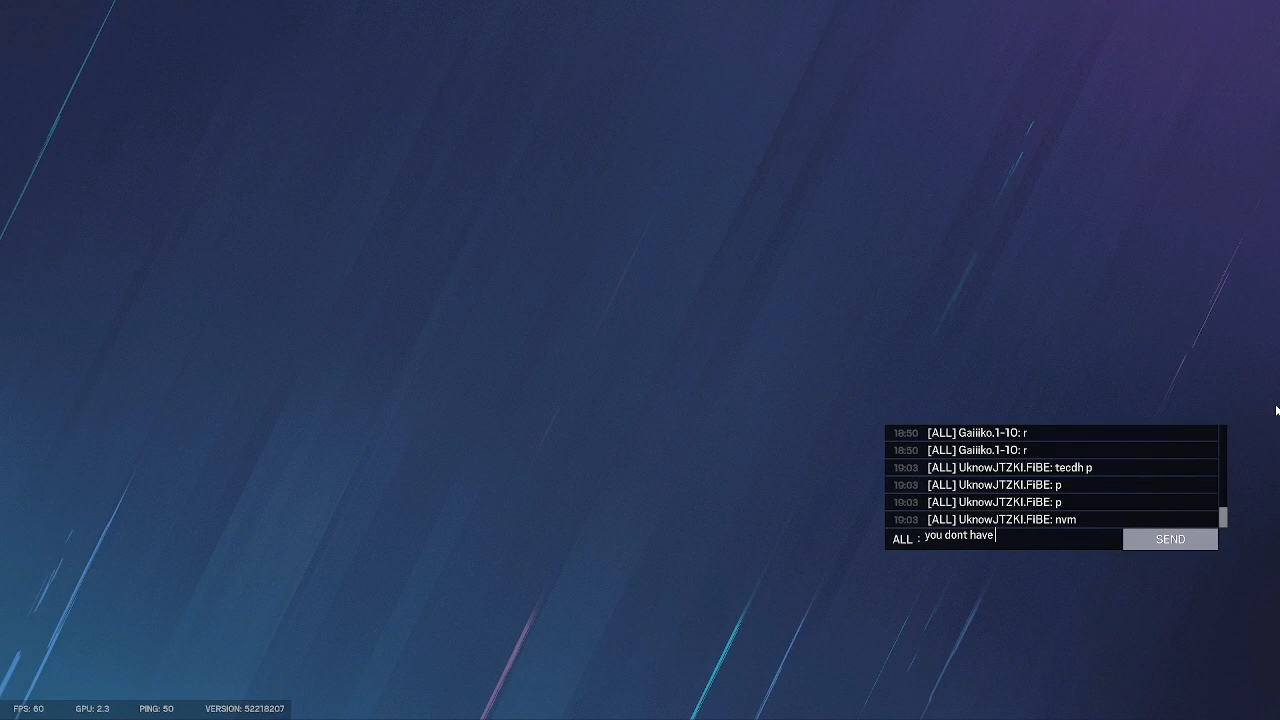 18:50 [ALL] Gaiiiko.1-10: r
18:50 [ALL] Gaiiiko.1-10: r
19:03 [ALL] UknowJTZKI.FiBE: tecdh p
19:03 [ALL] UknowJTZKI.FiBE: p
19:03 [ALL] UknowJTZKI.FiBE: p
19:03 [ALL] UknowJTZKI.FiBE: nvm
ALL : you dont have SEND
FPS: 60 GPU: 2.3 PING: 50 VERSION: 52218207